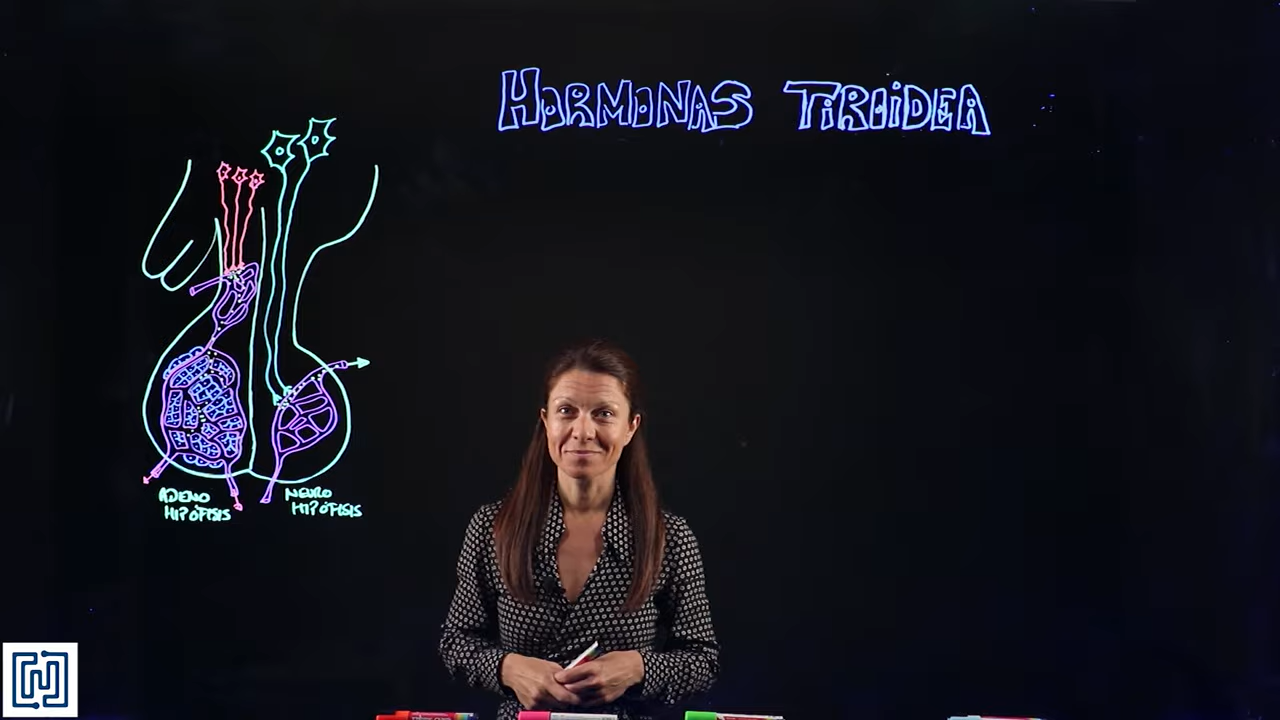 HORMONAS TIROIDEA
ADENO
HIPÓFISIS
NEURO
HIPÓFISIS